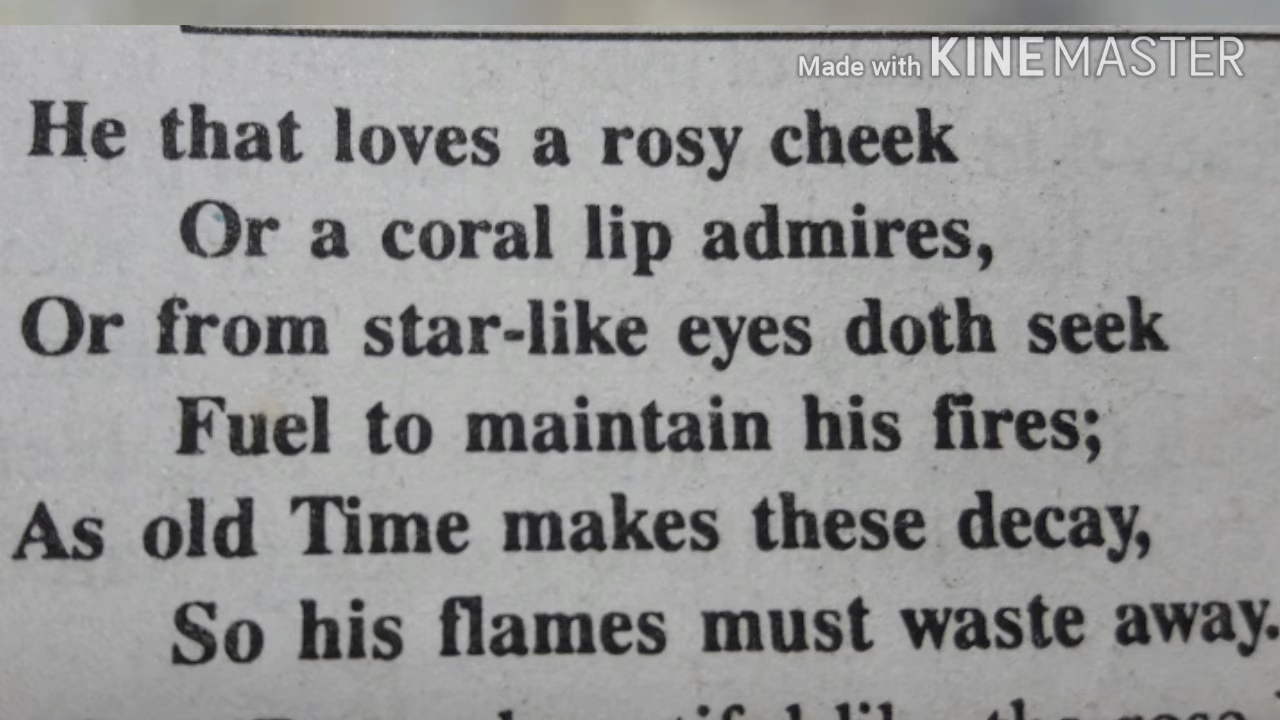 Made with KINEMASTER
He that loves a rosy cheek
Or a coral lip admires,
Or from star-like eyes doth seek
Fuel to maintain his fires;
As old Time makes these decay,
So his flames must waste away.